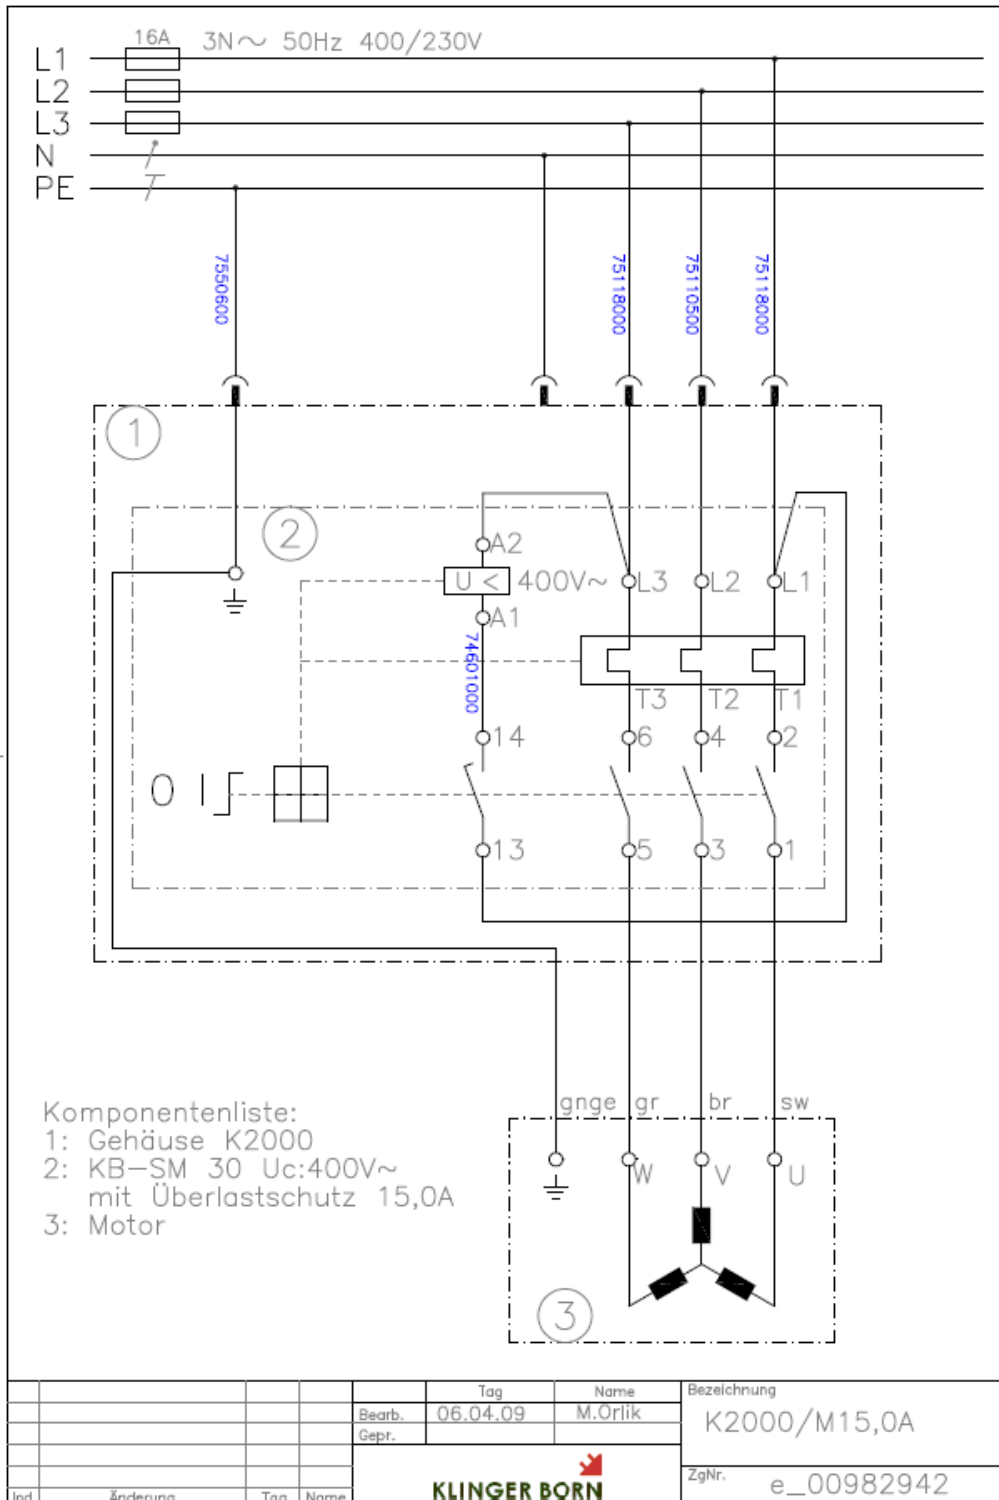 16A 3N~ 50Hz 400/230V
L1
L2
L3
N
PE
7550600
75118000
75110500
75118000
1
2
A2
U < 400V~
L3 L2 L1
A1
74601000
T3 T2 T1
14 6 4 2
0 I
13 5 3 1
gnge gr br sw
Komponentenliste:
1: Gehäuse K2000
2: KB-SM 30 Uc:400V~
mit Überlastschutz 15,0A
3: Motor
W V U
3
Tag Name Bezeichnung
Bearb. 06.04.09 M.Orlik
K2000/M15,0A
Gepr.
ZgNr. e_00982942
KLINGER BORN
Ind Änderung Tag Name